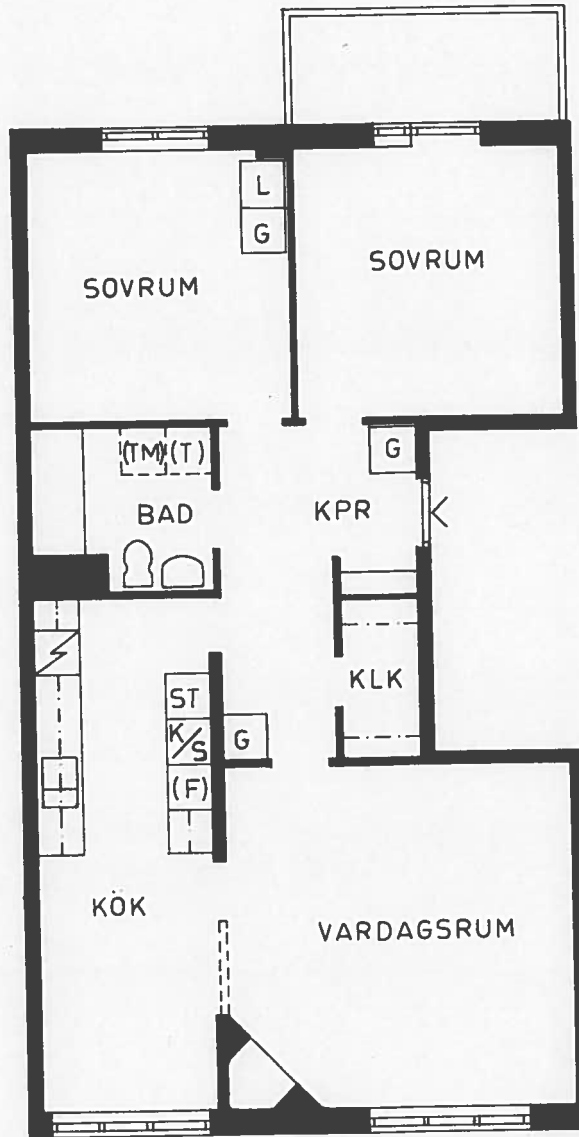 L
G
SOVRUM
SOVRUM
(TM) (T)
G
BAD
KPR
ST
KLK
K/S
G
(F)
KÖK
VARDAGSRUM